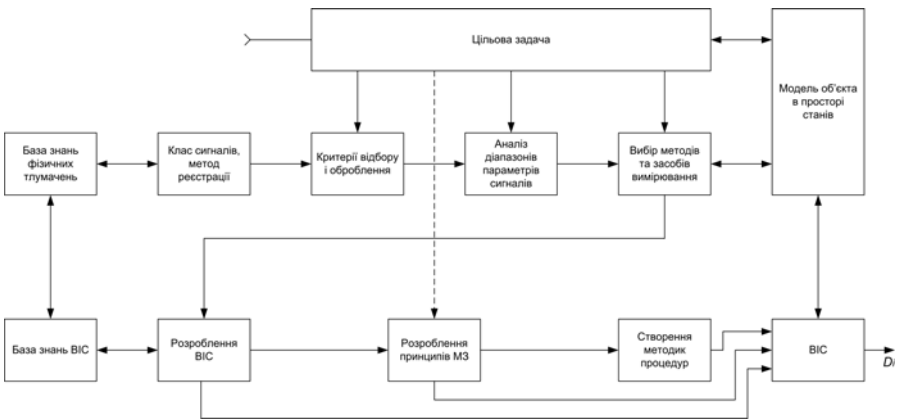 Цільова задача
Модель об'єкта
в просторі
станів
База знань
фізичних
тлумачень
Клас сигналів,
метод
реєстрації
Критерії відбору
і оброблення
Аналіз
діапазонів
параметрів
сигналів
Вибір методів
та засобів
вимірювання
База знань ВІС
Розроблення
ВІС
Розроблення
принципів МЗ
Створення
методик
процедур
ВІС
Di